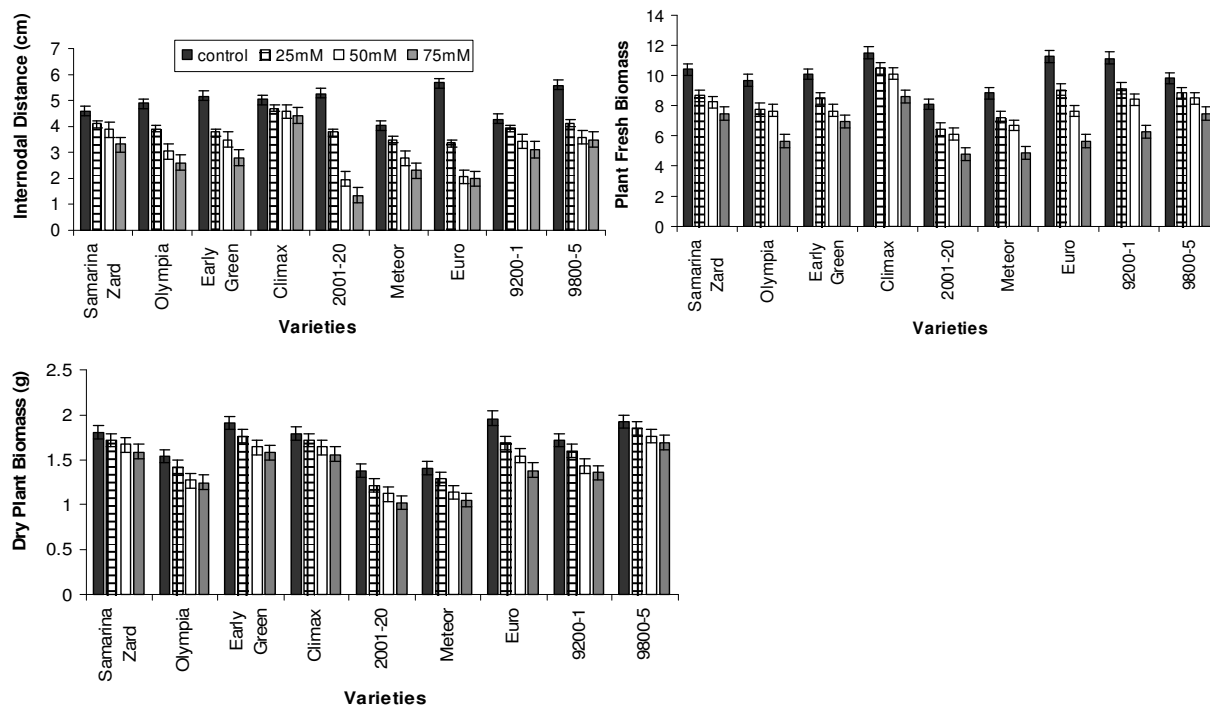 Internodal Distance (cm)
7
6
5
4
3
2
1
0
control 25mM 50mM 75mM
Samarina
Zard
Olympia
Early
Green
Climax
2001-20
Meteor
Euro
9200-1
9800-5
Varieties
Plant Fresh Biomass
14
12
10
8
6
4
2
0
Samarina
Zard
Olympia
Early
Green
Climax
2001-20
Meteor
Euro
9200-1
9800-5
Varieties
Dry Plant Biomass (g)
2.5
2
1.5
1
0.5
0
Samarina
Zard
Olympia
Early
Green
Climax
2001-20
Meteor
Euro
9200-1
9800-5
Varieties